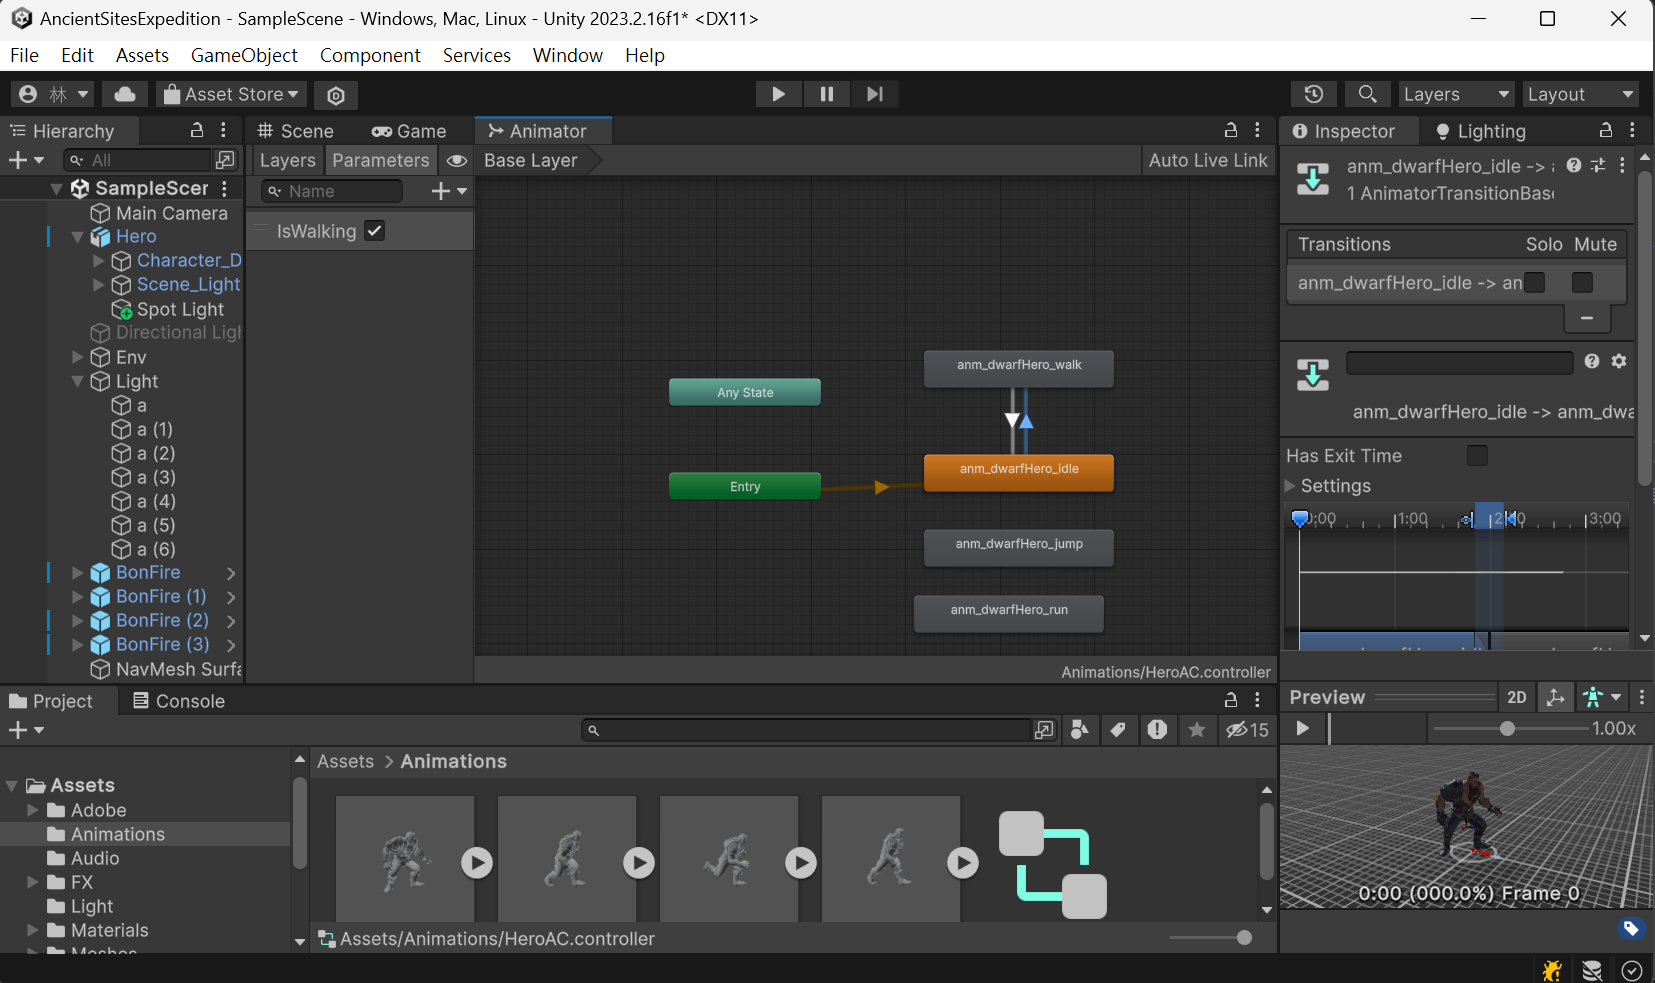 AncientSitesExpedition - SampleScene - Windows, Mac, Linux - Unity 2023.2.16f1* <DX11>
File Edit Assets GameObject Component Services Window Help
林 Asset Store Layers Layout
Hierarchy
All
SampleScer
Main Camera
Hero
Character_D
Scene_Light
Spot Light
Directional Ligh
Env
Light
a
a (1)
a (2)
a (3)
a (4)
a (5)
a (6)
BonFire
BonFire (1)
BonFire (2)
BonFire (3)
NavMesh Surfa
Scene Game Animator
Layers Parameters Base Layer Auto Live Link
Name
IsWalking
Any State
Entry
anm_dwarfHero_walk
anm_dwarfHero_idle
anm_dwarfHero_jump
anm_dwarfHero_run
Animations/HeroAC.controller
Inspector Lighting
anm_dwarfHero_idle -> a
1 AnimatorTransitionBase
Transitions Solo Mute
anm_dwarfHero_idle -> an
anm_dwarfHero_idle -> anm_dwa
Has Exit Time
Settings
0:00 1:00 2:00 3:00
Preview 2D
1.00x
0:00 (000.0%) Frame 0
Project Console
15
Assets
Adobe
Animations
Audio
FX
Light
Materials
Meshes
Assets > Animations
Assets/Animations/HeroAC.controller